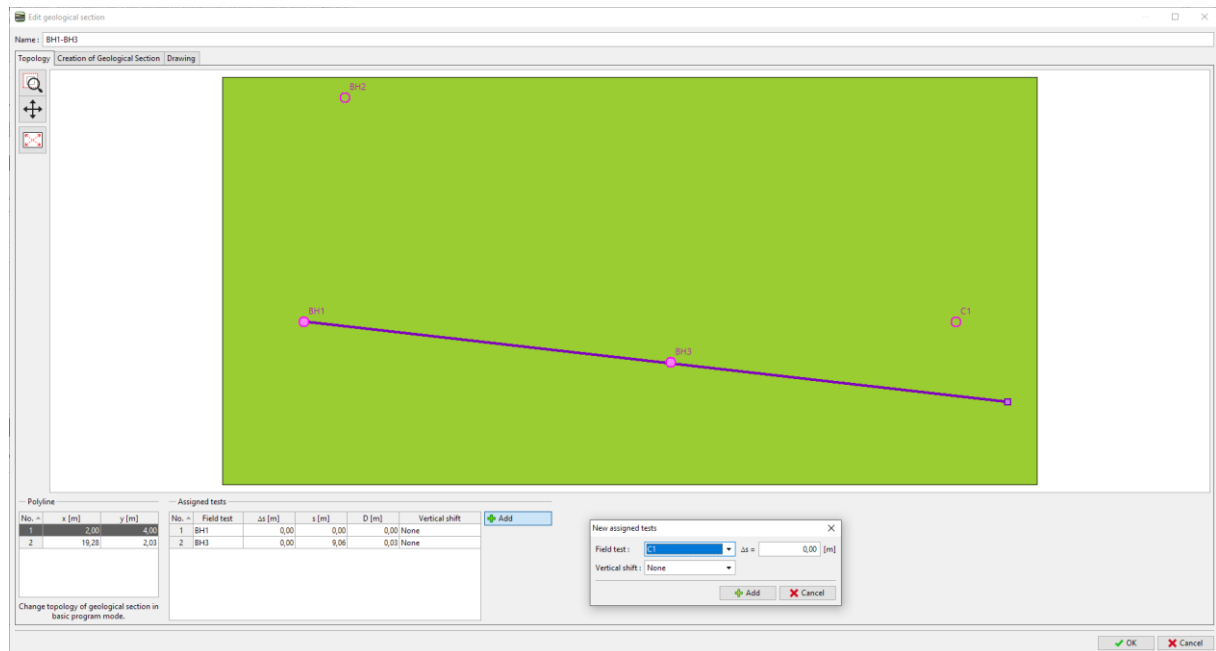 Edit geological section
Name : BH1-BH3
Topology Creation of Geological Section Drawing
BH2
BH1
C1
BH3
Polyline
No. x [m] y [m]
1 2,00 4,00
2 19,28 2,03
Change topology of geological section in
basic program mode.
Assigned tests
No. Field test Δs [m] s [m] D [m] Vertical shift
1 BH1 0,00 0,00 0,00 None
2 BH3 0,00 9,06 0,03 None
Add
New assigned tests
Field test : C1 Δs = 0,00 [m]
Vertical shift : None
Add Cancel
OK Cancel